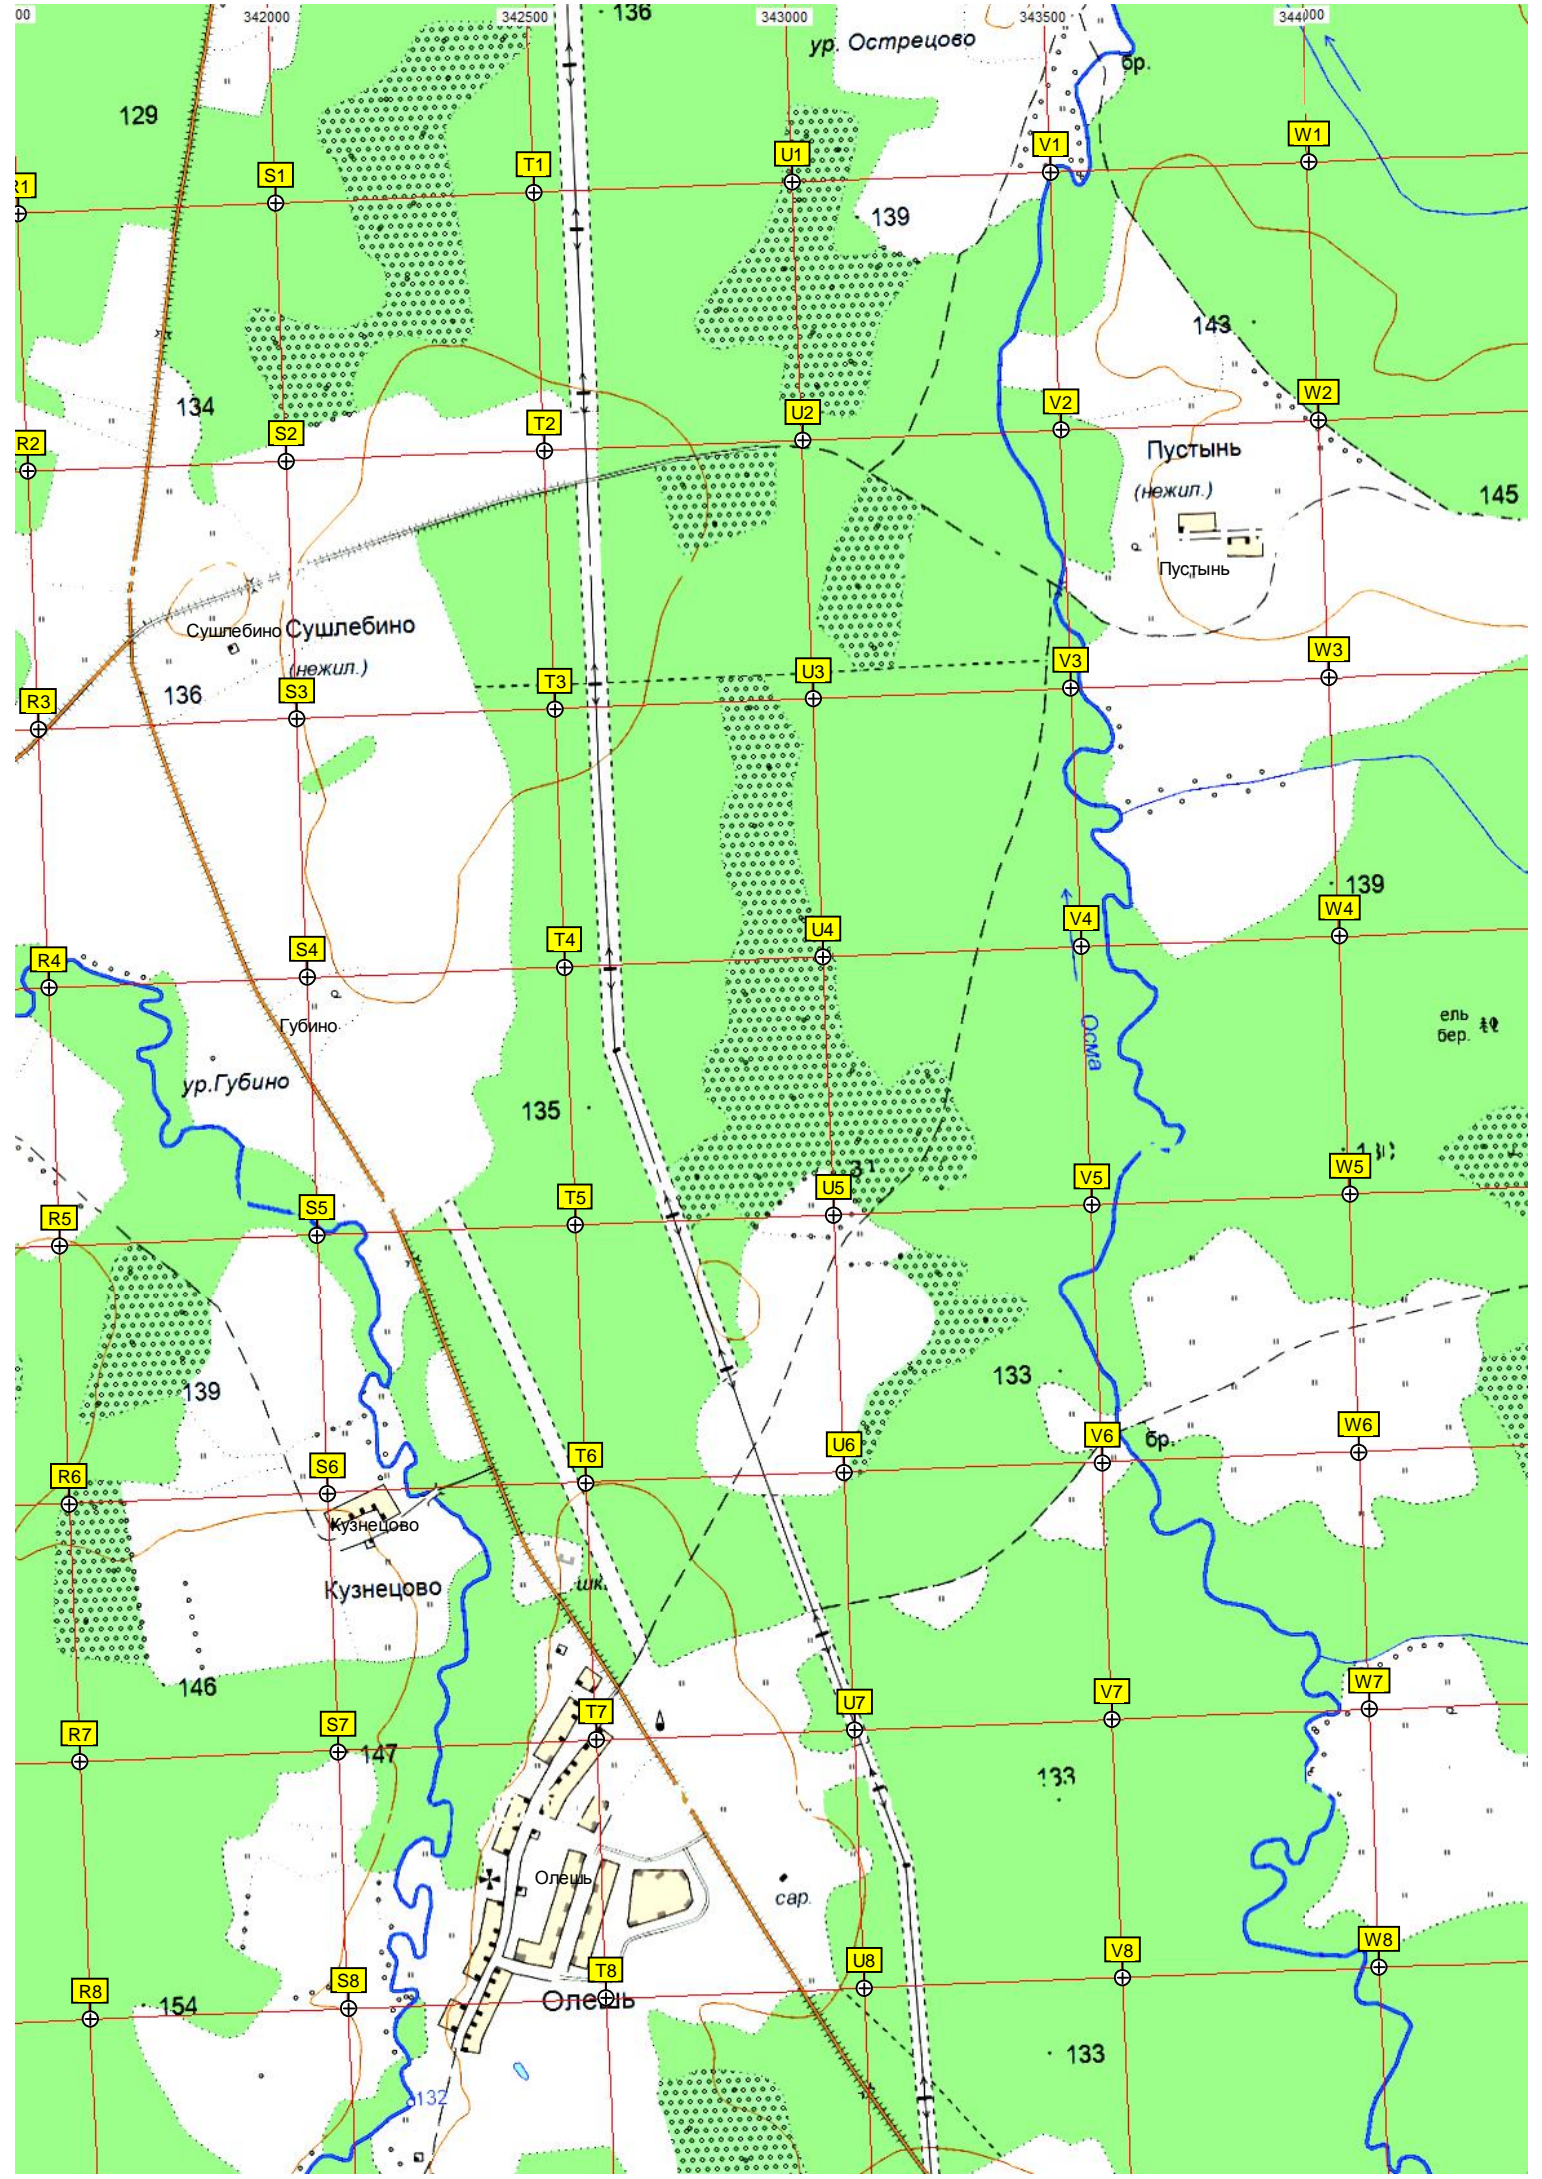 00
342000
342500
343000
343500
344000
136
ур. Острецово
бр.
129
R1
S1
T1
U1
V1
W1
139
143
134
R2
S2
T2
U2
V2
W2
Пустынь
(нежил.)
145
Пустынь
Сушлебино
Сушлебино
(нежил.)
136
R3
S3
T3
U3
V3
W3
139
R4
S4
T4
U4
V4
W4
Губино
ур.Губино
Осма
ель
бер.
135
R5
S5
T5
U5
V5
W5
139
133
R6
S6
T6
U6
V6
W6
бр.
Кузнецово
Кузнецово
шк.
146
R7
S7
T7
U7
V7
W7
147
133
Олешь
сар.
R8
S8
T8
U8
V8
W8
154
Олешь
133
132